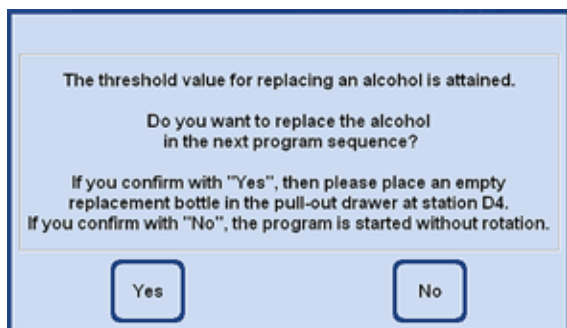 The threshold value for replacing an alcohol is attained.
Do you want to replace the alcohol
in the next program sequence?
If you confirm with "Yes", then please place an empty
replacement bottle in the pull-out drawer at station D4.
If you confirm with "No", the program is started without rotation.
Yes
No